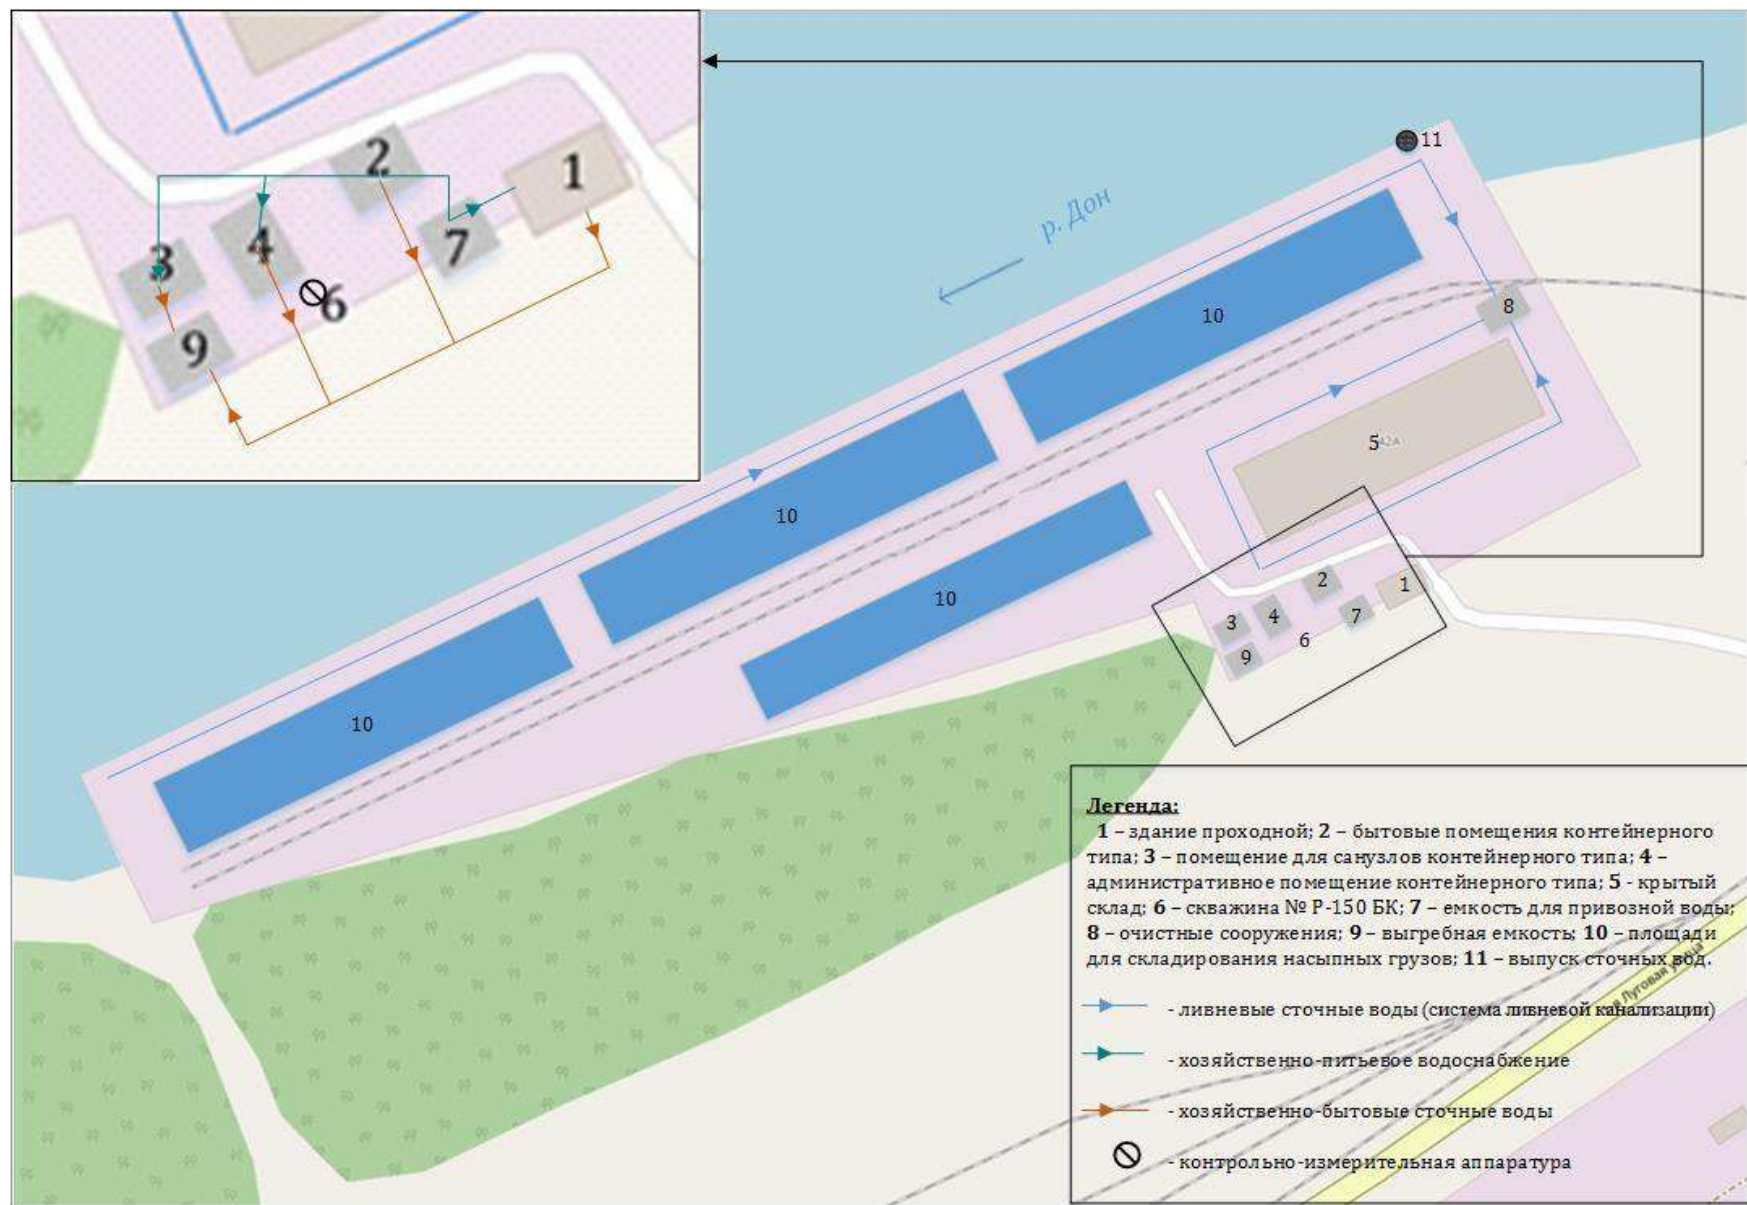 2
1
3
4
7
6
9
11
р. Дон
10
8
5
42А
10
10
2
1
3
4
7
6
9
10
Легенда:
1 – здание проходной; 2 – бытовые помещения контейнерного
типа; 3 – помещение для санузлов контейнерного типа; 4 –
административное помещение контейнерного типа; 5 - крытый
склад; 6 – скважина № Р-150 БК; 7 – емкость для привозной воды;
8 – очистные сооружения; 9 – выгребная емкость; 10 – площади
для складирования насыпных грузов; 11 – выпуск сточных вод.
- ливневые сточные воды (система ливневой канализации)
- хозяйственно-питьевое водоснабжение
- хозяйственно-бытовые сточные воды
- контрольно-измерительная аппаратура
я Луговая улица